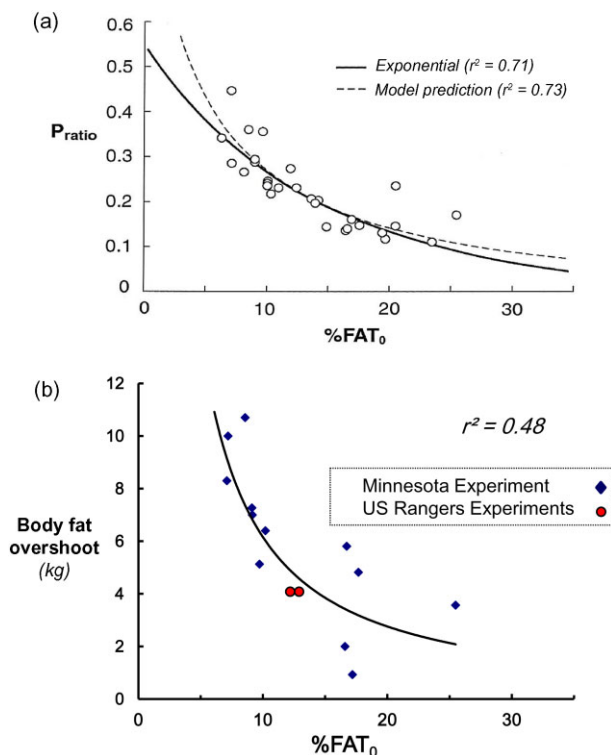 (a)
0.6
0.5
0.4
0.3
0.2
0.1
0
P_ratio
Exponential (r² = 0.71)
Model prediction (r² = 0.73)
0 10 20 30
%FAT₀
(b)
12
10
8
6
4
2
0
Body fat
overshoot
(kg)
r² = 0.48
Minnesota Experiment
US Rangers Experiments
0 10 20 30
%FAT₀